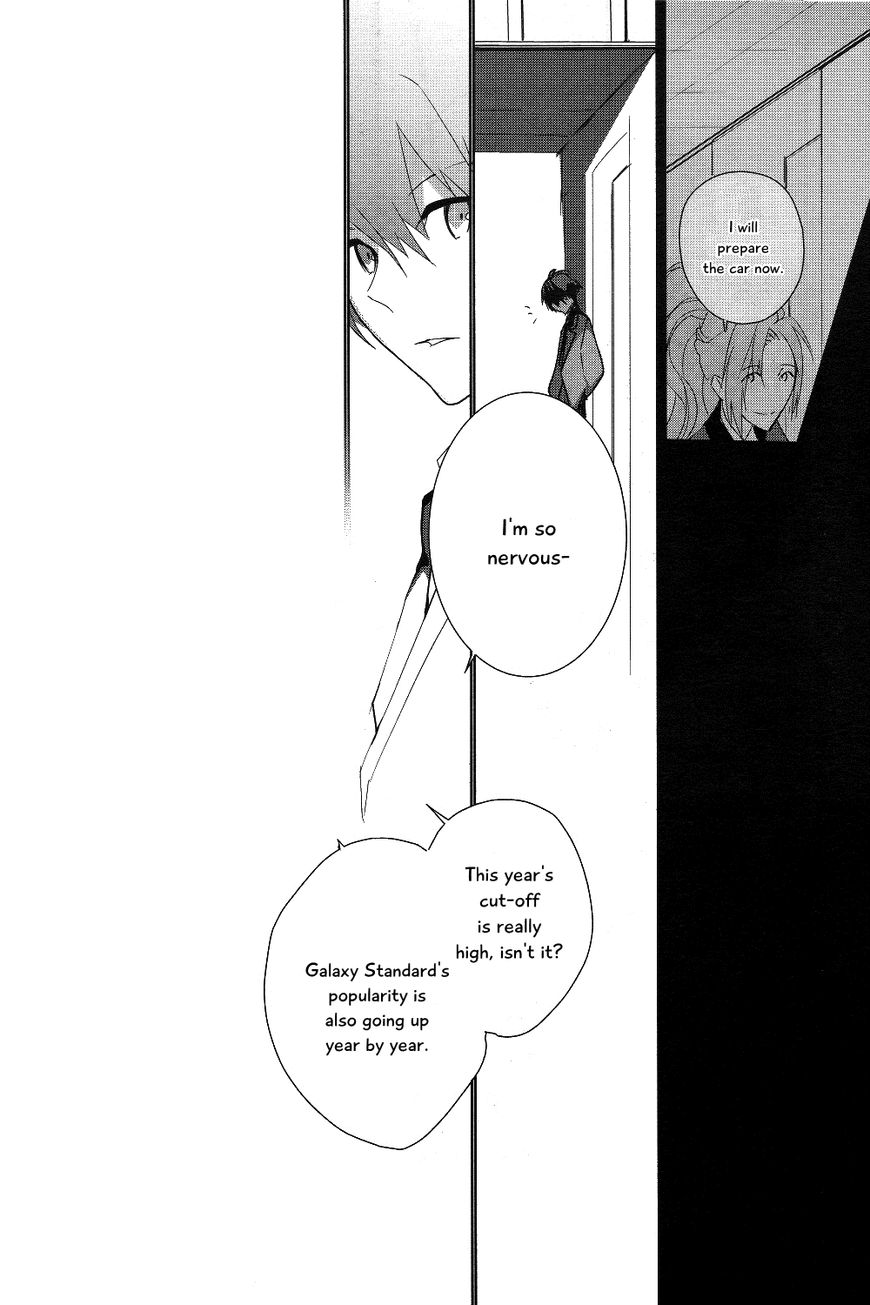 I will
prepare
the car now.
I'm so
nervous-
This year's
cut-off
is really
high, isn't it?
Galaxy Standard's
popularity is
also going up
year by year.